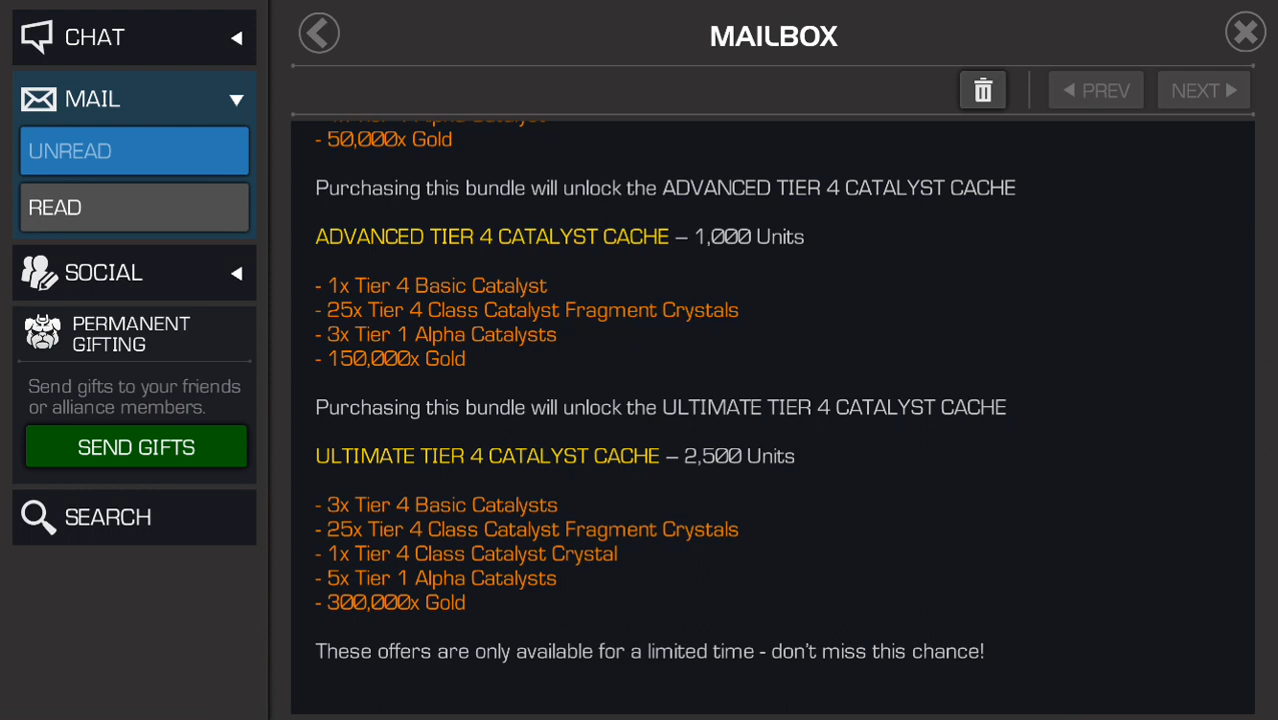 CHAT
MAIL
UNREAD
READ
SOCIAL
PERMANENT
GIFTING
Send gifts to your friends
or alliance members.
SEND GIFTS
SEARCH
MAILBOX
PREV
NEXT
- 50,000x Gold
Purchasing this bundle will unlock the ADVANCED TIER 4 CATALYST CACHE
ADVANCED TIER 4 CATALYST CACHE – 1,000 Units
- 1x Tier 4 Basic Catalyst
- 25x Tier 4 Class Catalyst Fragment Crystals
- 3x Tier 1 Alpha Catalysts
- 150,000x Gold
Purchasing this bundle will unlock the ULTIMATE TIER 4 CATALYST CACHE
ULTIMATE TIER 4 CATALYST CACHE – 2,500 Units
- 3x Tier 4 Basic Catalysts
- 25x Tier 4 Class Catalyst Fragment Crystals
- 1x Tier 4 Class Catalyst Crystal
- 5x Tier 1 Alpha Catalysts
- 300,000x Gold
These offers are only available for a limited time - don't miss this chance!